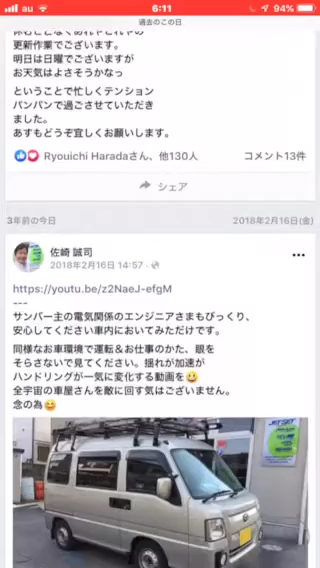 au
6:11
94%
過去のこの日
更新作業でございます。
明日は日曜でございますが
お天気はよさそうかなっ
ということで忙しくテンション
バンバンで過ごさせていただき
ました。
あすもどうぞ宜しくお願いします。
Ryouichi Haradaさん、他130人
コメント13件
シェア
3年前の今日
2018年2月16日(金)
佐崎 誠司
2018年2月16日 14:57
https://youtu.be/z2NaeJ-efgM
---
サンバー主の電気関係のエンジニアさまもびっくり、
安心してください車内においてみただけです。
同様なお車環境で運転&お仕事のかた、眼を
そらさないで見てください。揺れが加速が
ハンドリングが一気に変化する動画を😃
全宇宙の車屋さんを敵に回す気はございません。
念の為😄